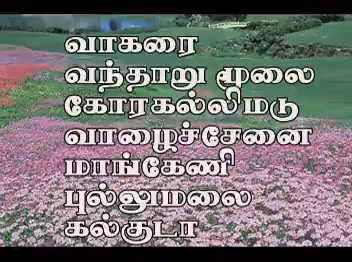 வாகரை
வந்தாறு மூலை
கோரகல்லிமடு
வாழைச்சேனை
மாங்கேணி
புல்லுமலை
கல்குடா